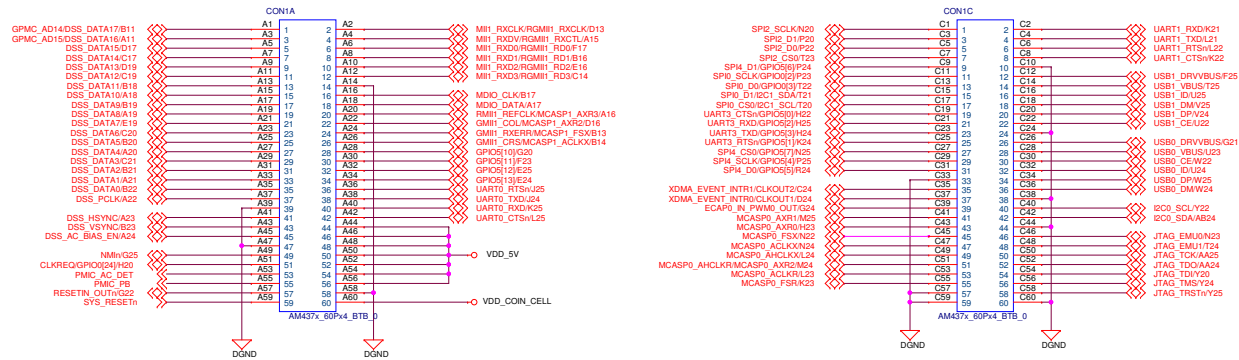 CON1A
GPMC_AD14/DSS_DATA17/B11 A1 1 2 A2 MII1_RXCLK/RGMII1_RXCLK/D13
GPMC_AD15/DSS_DATA16/A11 A3 3 4 A4 MII1_RXDV/RGMII1_RXCTL/A15
DSS_DATA15/D17 A5 5 6 A6 MII1_RXD0/RGMII1_RD0/F17
DSS_DATA14/C17 A7 7 8 A8 MII1_RXD1/RGMII1_RD1/B16
DSS_DATA13/D19 A9 9 10 A10 MII1_RXD2/RGMII1_RD2/E16
DSS_DATA12/C19 A11 11 12 A12 MII1_RXD3/RGMII1_RD3/C14
DSS_DATA11/B18 A13 13 14 A14
DSS_DATA10/A18 A15 15 16 A16 MDIO_CLK/B17
DSS_DATA9/B19 A17 17 18 A18 MDIO_DATA/A17
DSS_DATA8/A19 A19 19 20 A20 RMII1_REFCLK/MCASP1_AXR3/A16
DSS_DATA7/E19 A21 21 22 A22 GMII1_COL/MCASP1_AXR2/D16
DSS_DATA6/C20 A23 23 24 A24 GMII1_RXERR/MCASP1_FSX/B13
DSS_DATA5/B20 A25 25 26 A26 GMII1_CRS/MCASP1_ACLKX/B14
DSS_DATA4/A20 A27 27 28 A28 GPIO5[10]/G20
DSS_DATA3/C21 A29 29 30 A30 GPIO5[11]/F23
DSS_DATA2/B21 A31 31 32 A32 GPIO5[12]/E25
DSS_DATA1/A21 A33 33 34 A34 GPIO5[13]/E24
DSS_DATA0/B22 A35 35 36 A36 UART0_RTSn/J25
DSS_PCLK/A22 A37 37 38 A38 UART0_TXD/J24
A39 39 40 A40 UART0_RXD/K25
DSS_HSYNC/A23 A41 41 42 A42 UART0_CTSn/L25
DSS_VSYNC/B23 A43 43 44 A44
DSS_AC_BIAS_EN/A24 A45 45 46 A46
A47 47 48 A48
NMIn/G25 A49 49 50 A50 VDD_5V
CLKREQ/GPIO0[24]/H20 A51 51 52 A52
PMIC_AC_DET A53 53 54 A54
PMIC_PB A55 55 56 A56
RESETIN_OUTn/G22 A57 57 58 A58
SYS_RESETn A59 59 60 A60 VDD_COIN_CELL
AM437x_60Px4_BTB_0
DGND DGND
CON1C
SPI2_SCLK/N20 C1 1 2 C2 UART1_RXD/K21
SPI2_D1/P20 C3 3 4 C4 UART1_TXD/L21
SPI2_D0/P22 C5 5 6 C6 UART1_RTSn/L22
SPI2_CS0/T23 C7 7 8 C8 UART1_CTSn/K22
SPI4_D1/GPIO5[6]/P24 C9 9 10 C10
SPI0_SCLK/GPIO0[2]/P23 C11 11 12 C12 USB1_DRVVBUS/F25
SPI0_D0/GPIO0[3]/T22 C13 13 14 C14 USB1_VBUS/T25
SPI0_D1/I2C1_SDA/T21 C15 15 16 C16 USB1_ID/U25
SPI0_CS0/I2C1_SCL/T20 C17 17 18 C18 USB1_DM/V25
UART3_CTSn/GPIO5[0]/H22 C19 19 20 C20 USB1_DP/V24
UART3_RXD/GPIO5[2]/H25 C21 21 22 C22 USB1_CE/U22
UART3_TXD/GPIO5[3]/H24 C23 23 24 C24
UART3_RTSn/GPIO5[1]/K24 C25 25 26 C26 USB0_DRVVBUS/G21
SPI4_CS0/GPIO5[7]/N25 C27 27 28 C28 USB0_VBUS/U23
SPI4_SCLK/GPIO5[4]/P25 C29 29 30 C30 USB0_CE/W22
SPI4_D0/GPIO5[5]/R24 C31 31 32 C32 USB0_ID/U24
C33 33 34 C34 USB0_DP/W25
XDMA_EVENT_INTR1/CLKOUT2/C24 C35 35 36 C36 USB0_DM/W24
XDMA_EVENT_INTR0/CLKOUT1/D24 C37 37 38 C38
ECAP0_IN_PWM0_OUT/G24 C39 39 40 C40 I2C0_SCL/Y22
MCASP0_AXR1/M25 C41 41 42 C42 I2C0_SDA/AB24
MCASP0_AXR0/H23 C43 43 44 C44
MCASP0_FSX/N22 C45 45 46 C46 JTAG_EMU0/N23
MCASP0_ACLKX/N24 C47 47 48 C48 JTAG_EMU1/T24
MCASP0_AHCLKX/L24 C49 49 50 C50 JTAG_TCK/AA25
MCASP0_AHCLKR/MCASP0_AXR2/M24 C51 51 52 C52 JTAG_TDO/AA24
MCASP0_ACLKR/L23 C53 53 54 C54 JTAG_TDI/Y20
MCASP0_FSR/K23 C55 55 56 C56 JTAG_TMS/Y24
C57 57 58 C58 JTAG_TRSTn/Y25
C59 59 60 C60
AM437x_60Px4_BTB_0
DGND DGND